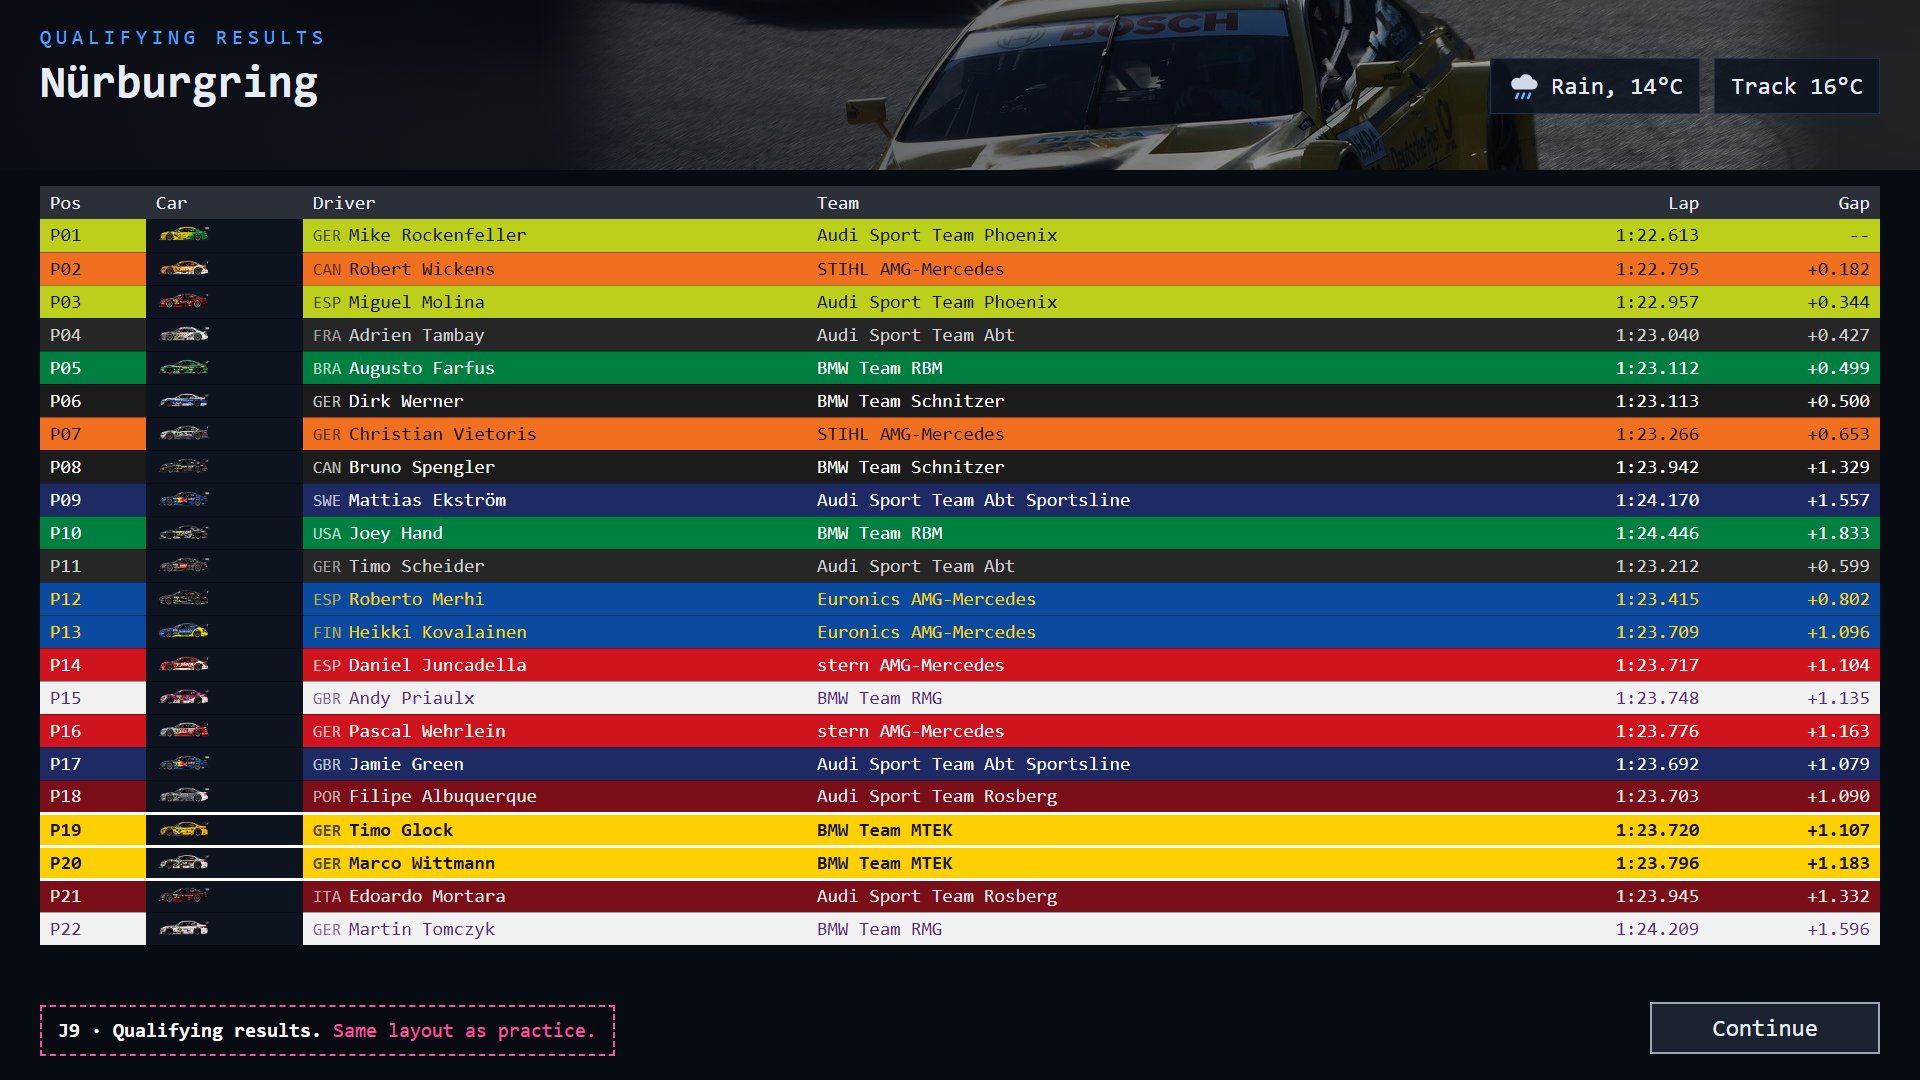 QUALIFYING RESULTS
Nürburgring
BOSCH
DEKRA
Deutsche Post
Rain, 14°C
Track 16°C
Pos Car Driver Team Lap Gap
P01 GER Mike Rockenfeller Audi Sport Team Phoenix 1:22.613 --
P02 CAN Robert Wickens STIHL AMG-Mercedes 1:22.795 +0.182
P03 ESP Miguel Molina Audi Sport Team Phoenix 1:22.957 +0.344
P04 FRA Adrien Tambay Audi Sport Team Abt 1:23.040 +0.427
P05 BRA Augusto Farfus BMW Team RBM 1:23.112 +0.499
P06 GER Dirk Werner BMW Team Schnitzer 1:23.113 +0.500
P07 GER Christian Vietoris STIHL AMG-Mercedes 1:23.266 +0.653
P08 CAN Bruno Spengler BMW Team Schnitzer 1:23.942 +1.329
P09 SWE Mattias Ekström Audi Sport Team Abt Sportsline 1:24.170 +1.557
P10 USA Joey Hand BMW Team RBM 1:24.446 +1.833
P11 GER Timo Scheider Audi Sport Team Abt 1:23.212 +0.599
P12 ESP Roberto Merhi Euronics AMG-Mercedes 1:23.415 +0.802
P13 FIN Heikki Kovalainen Euronics AMG-Mercedes 1:23.709 +1.096
P14 ESP Daniel Juncadella stern AMG-Mercedes 1:23.717 +1.104
P15 GBR Andy Priaulx BMW Team RMG 1:23.748 +1.135
P16 GER Pascal Wehrlein stern AMG-Mercedes 1:23.776 +1.163
P17 GBR Jamie Green Audi Sport Team Abt Sportsline 1:23.692 +1.079
P18 POR Filipe Albuquerque Audi Sport Team Rosberg 1:23.703 +1.090
P19 GER Timo Glock BMW Team MTEK 1:23.720 +1.107
P20 GER Marco Wittmann BMW Team MTEK 1:23.796 +1.183
P21 ITA Edoardo Mortara Audi Sport Team Rosberg 1:23.945 +1.332
P22 GER Martin Tomczyk BMW Team RMG 1:24.209 +1.596
J9 · Qualifying results. Same layout as practice.
Continue